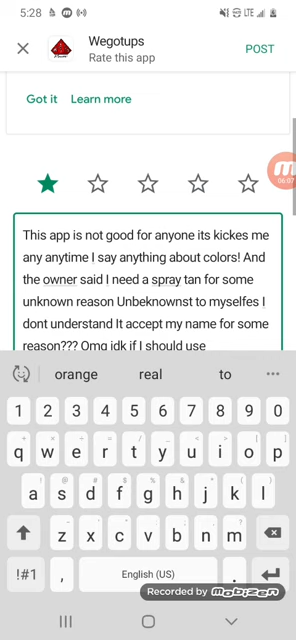 5:28 LTE
Wegotups
Rate this app
POST
Got it Learn more
06:07
This app is not good for anyone its kickes me
any anytime I say anything about colors! And
the owner said I need a spray tan for some
unknown reason Unbeknownst to myselfes I
dont understand It accept my name for some
reason??? Omg idk if I should use
orange real to
1 2 3 4 5 6 7 8 9 0
q w e r t y u i o p
a s d f g h j k l
z x c v b n m
!#1 , English (US) .
Recorded by mobizen